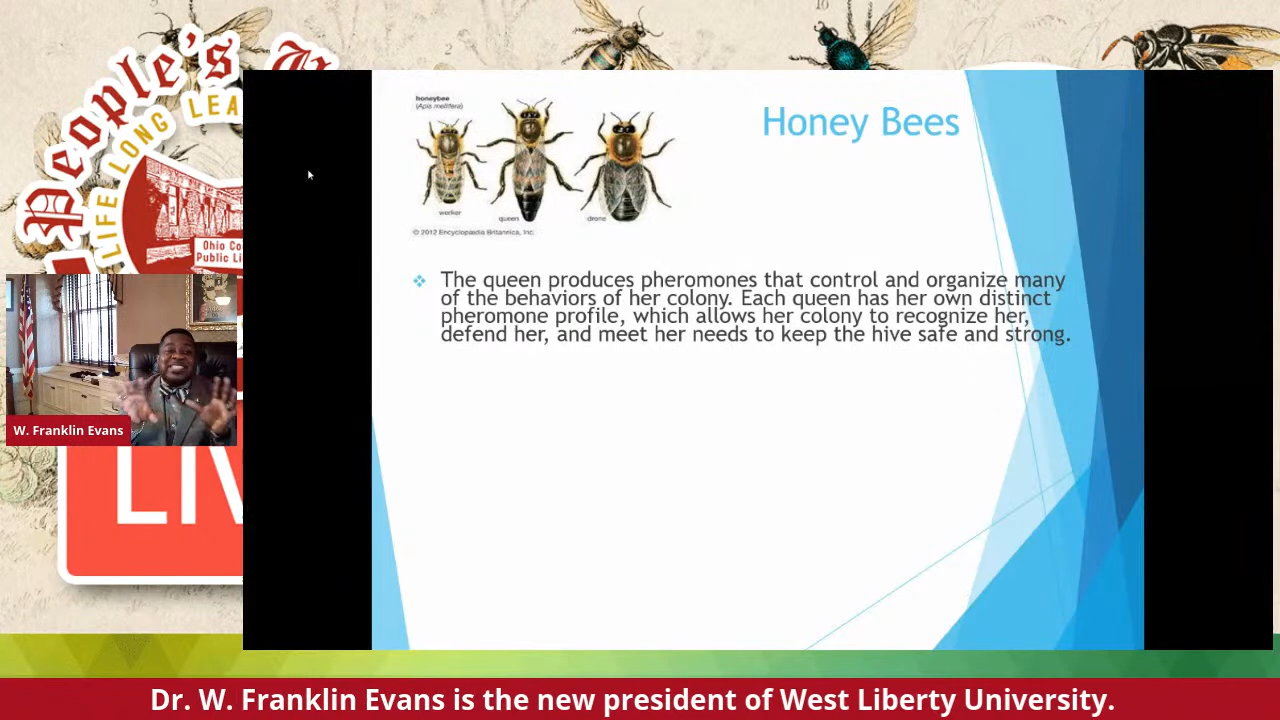 10
2
People's
LIFE LONG LEA
Ohio Co
Public Li
LIV
W. Franklin Evans
honeybee
(Apis mellifera)
worker
queen
drone
© 2012 Encyclopædia Britannica, Inc.
Honey Bees
The queen produces pheromones that control and organize many
of the behaviors of her colony. Each queen has her own distinct
pheromone profile, which allows her colony to recognize her,
defend her, and meet her needs to keep the hive safe and strong.
Dr. W. Franklin Evans is the new president of West Liberty University.